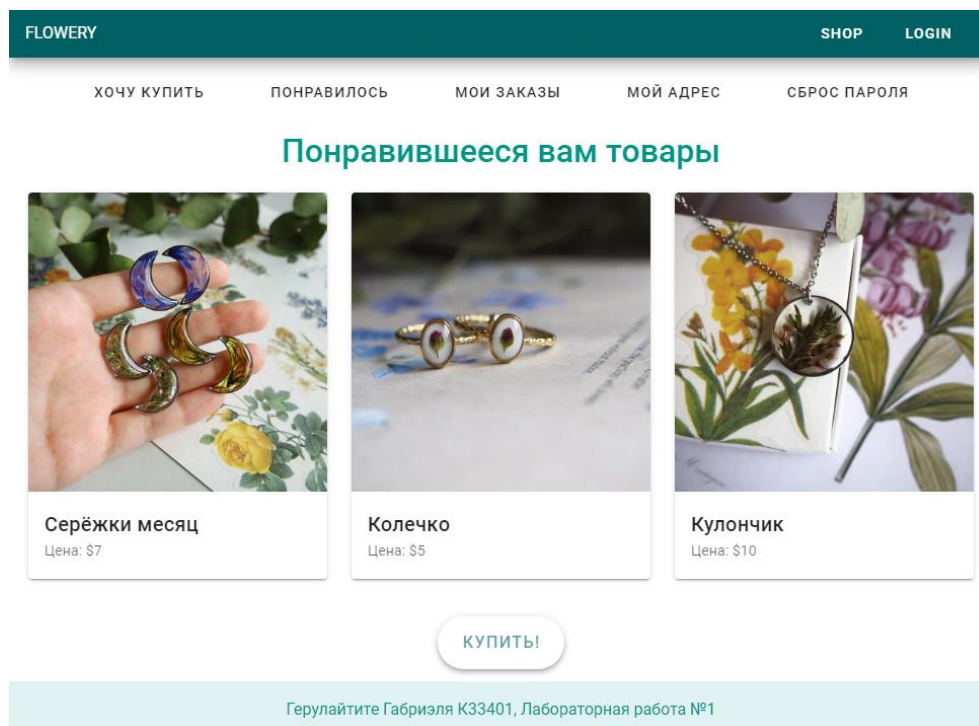 FLOWERY SHOP LOGIN
ХОЧУ КУПИТЬ ПОНРАВИЛОСЬ МОИ ЗАКАЗЫ МОЙ АДРЕС СБРОС ПАРОЛЯ
Понравившееся вам товары
Серёжки месяц Колечко Кулончик
Цена: $7 Цена: $5 Цена: $10
КУПИТЬ!
Герулайтите Габриэля К33401, Лабораторная работа №1